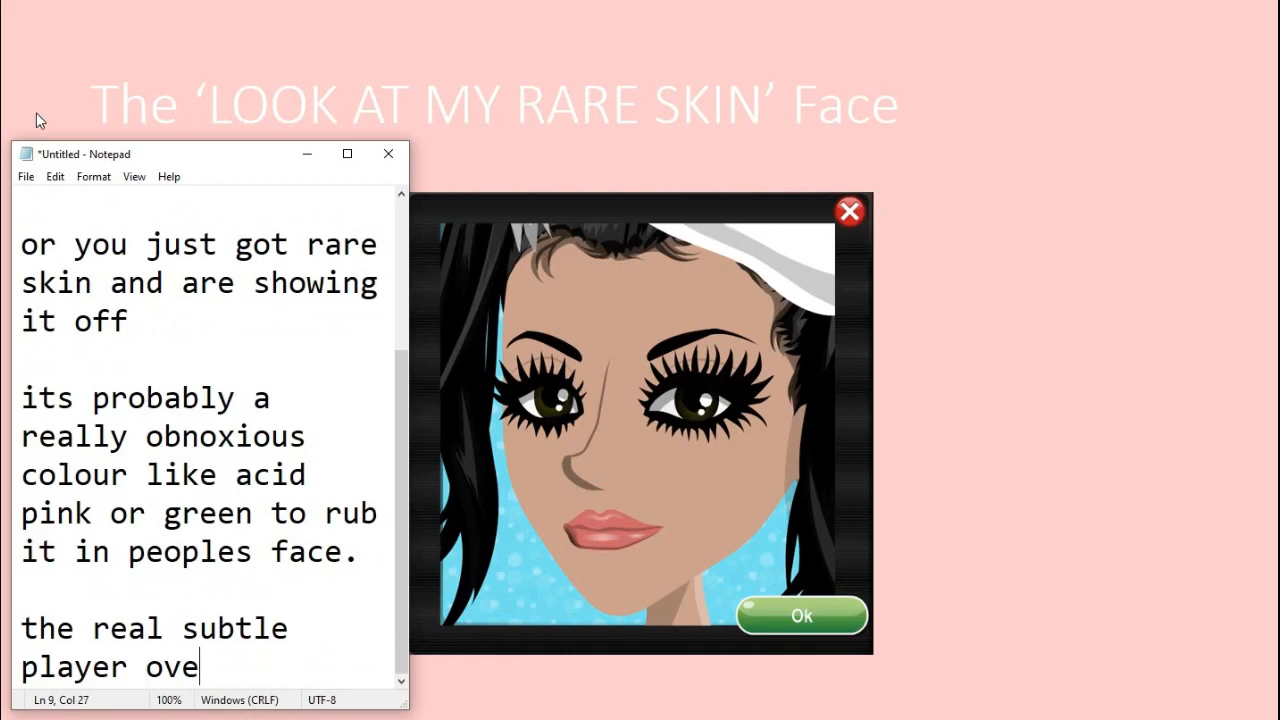 The ‘LOOK AT MY RARE SKIN’ Face
*Untitled - Notepad
File Edit Format View Help
or you just got rare
skin and are showing
it off
its probably a
really obnoxious
colour like acid
pink or green to rub
it in peoples face.
the real subtle
player ove
Ln 9, Col 27 100% Windows (CRLF) UTF-8
Ok